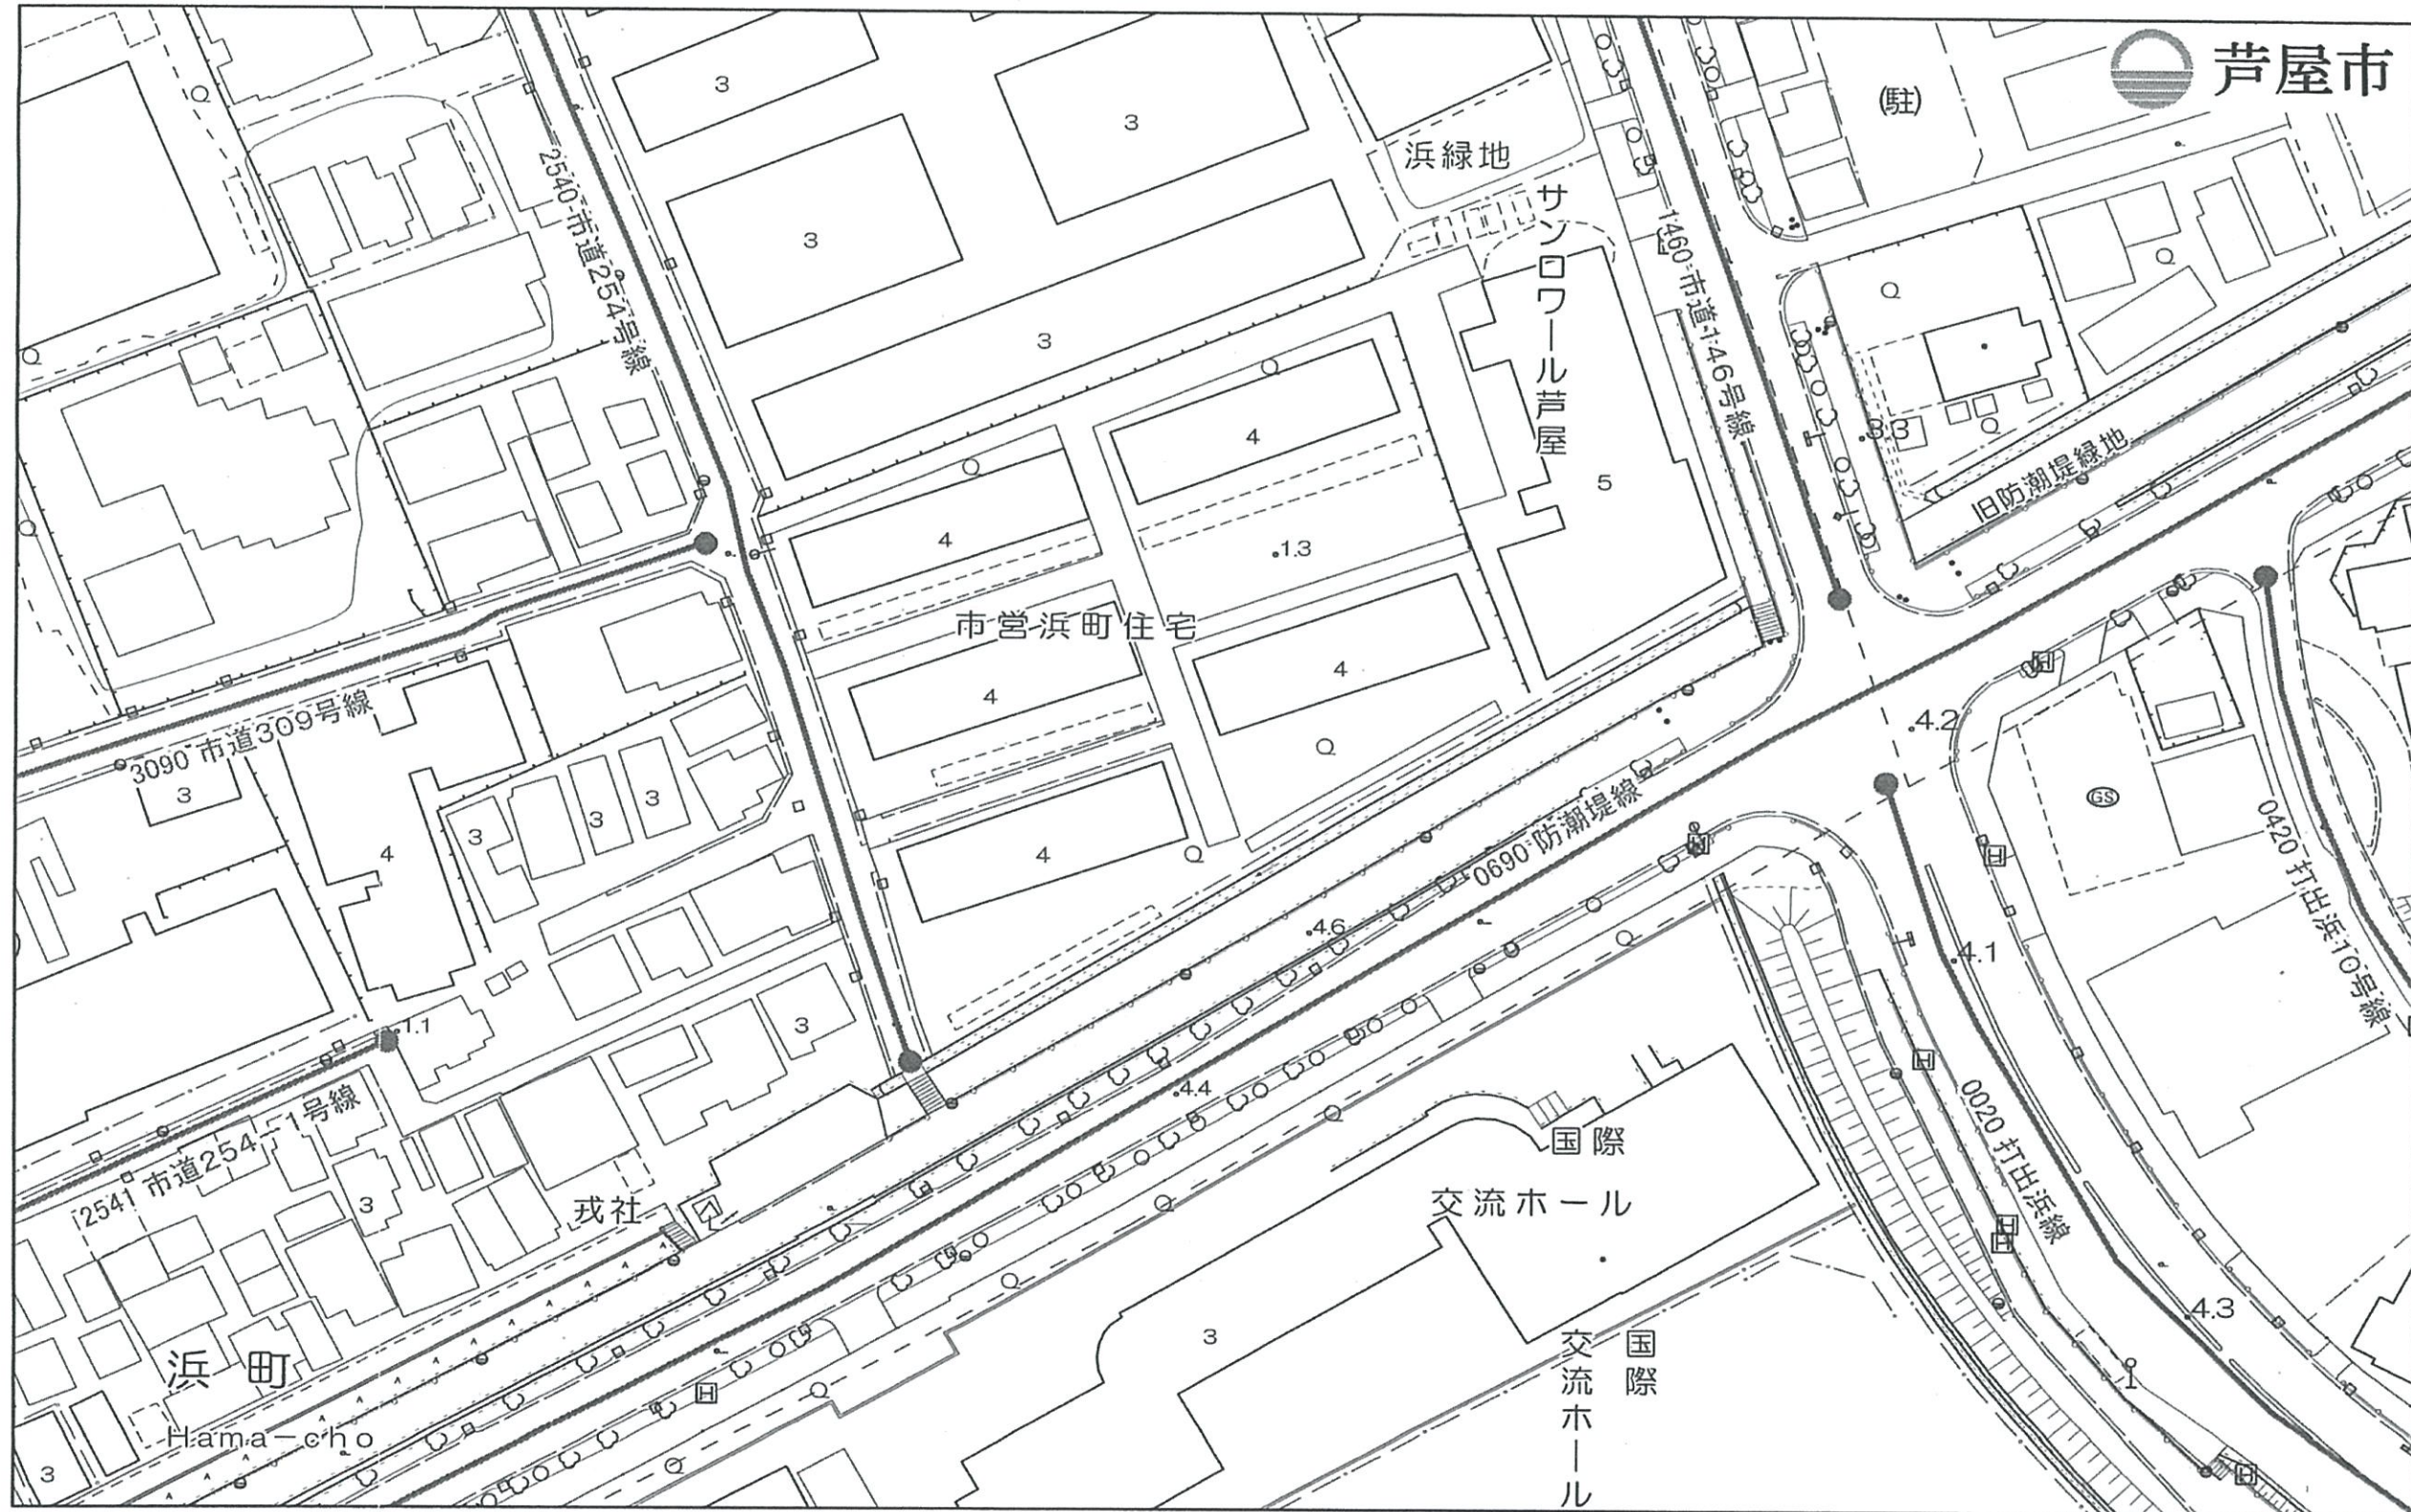 芦屋市
(駐)
3
3
浜緑地
3
サンロワール芦屋
2540 市道254号線
1460 市道146号線
3
3.3
4
5
旧防潮堤緑地
4
1.3
市営浜町住宅
4
4
3090 市道309号線
4.2
3
GS
3
3
3
4
4
0690 防潮堤線
0420 打出浜10号線
4.6
4.1
1.1
3
4.4
2541 市道254-1号線
0020 打出浜線
国際
交流ホール
戎社
3
4.3
3
国際
交流ホール
浜町
Hama-cho
3
H
H
H
H
H
H
H
H